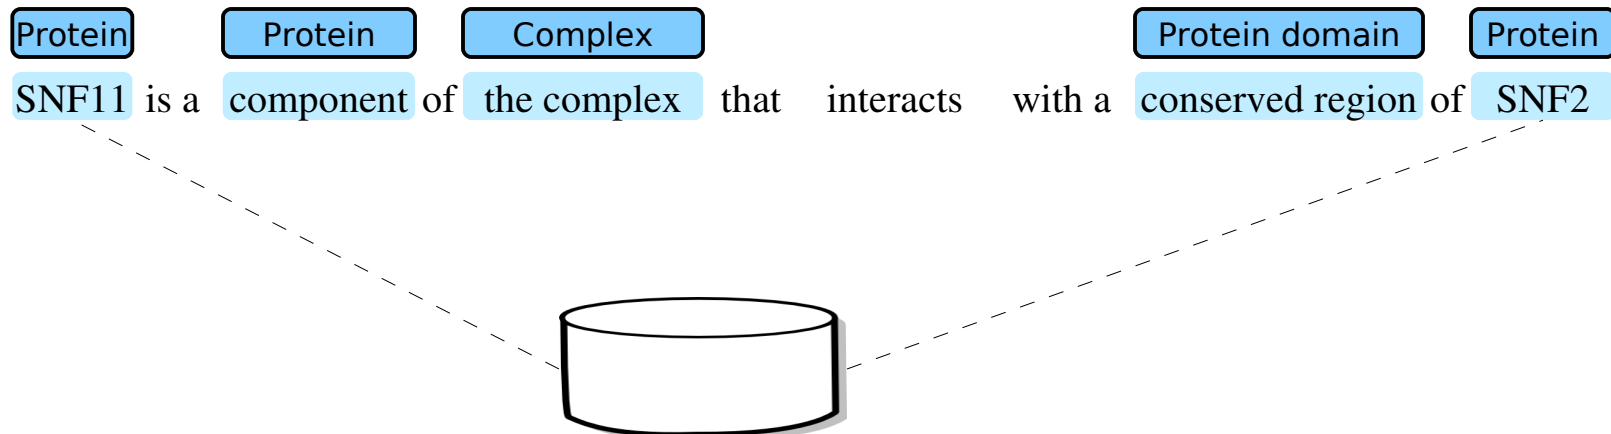 Protein Protein Complex Protein domain Protein
SNF11 is a component of the complex that interacts with a conserved region of SNF2